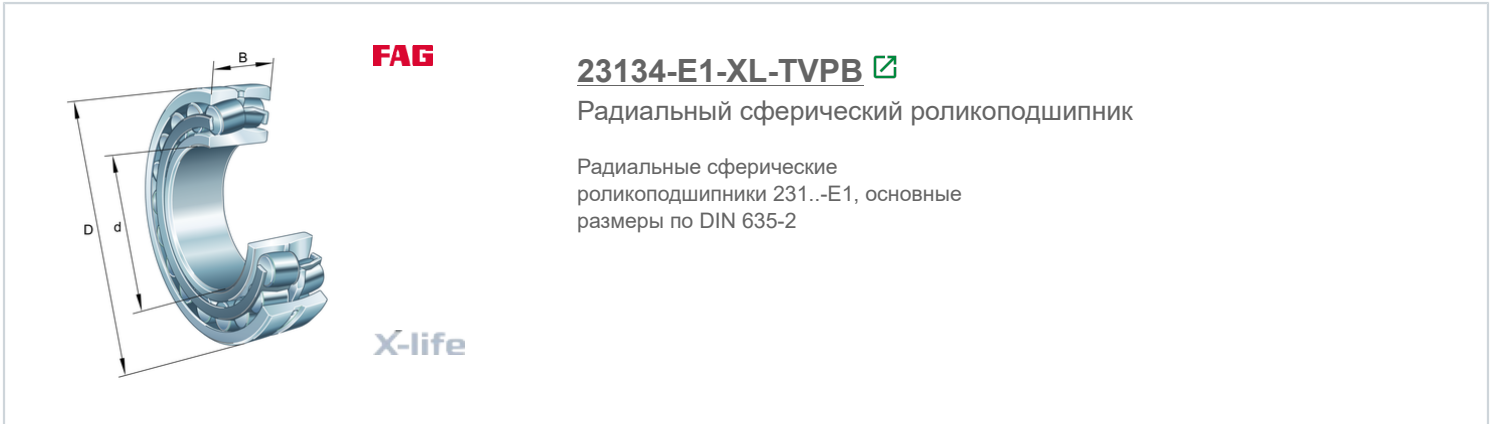 B
D
d
FAG
X-life
23134-E1-XL-TVPB
Радиальный сферический роликоподшипник
Радиальные сферические
роликоподшипники 231..-E1, основные
размеры по DIN 635-2